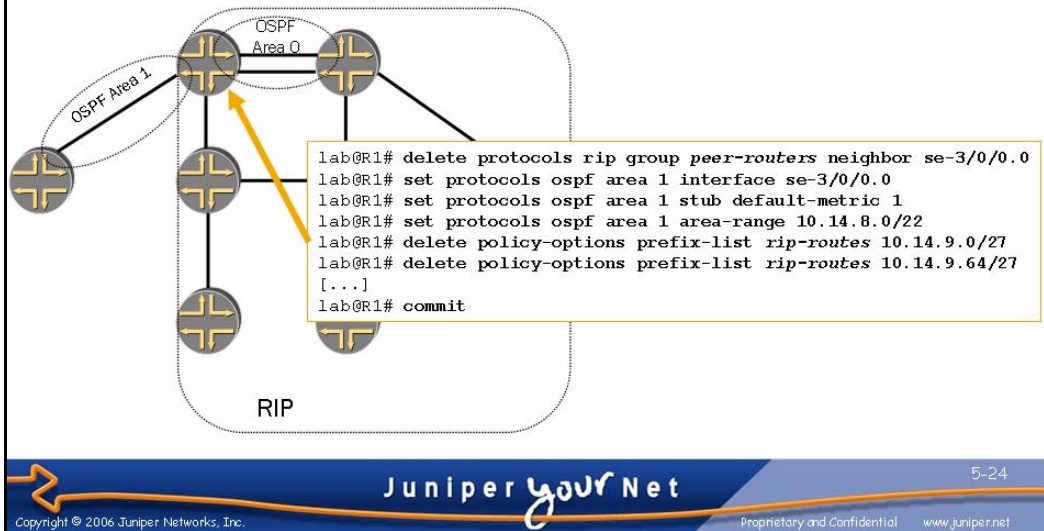 OSPF
Area 0
OSPF Area 1
lab@R1# delete protocols rip group peer-routers neighbor se-3/0/0.0
lab@R1# set protocols ospf area 1 interface se-3/0/0.0
lab@R1# set protocols ospf area 1 stub default-metric 1
lab@R1# set protocols ospf area 1 area-range 10.14.8.0/22
lab@R1# delete policy-options prefix-list rip-routes 10.14.9.0/27
lab@R1# delete policy-options prefix-list rip-routes 10.14.9.64/27
[...]
lab@R1# commit
RIP
Juniper your Net
5-24
Copyright © 2006 Juniper Networks, Inc.
Proprietary and Confidential www.juniper.net